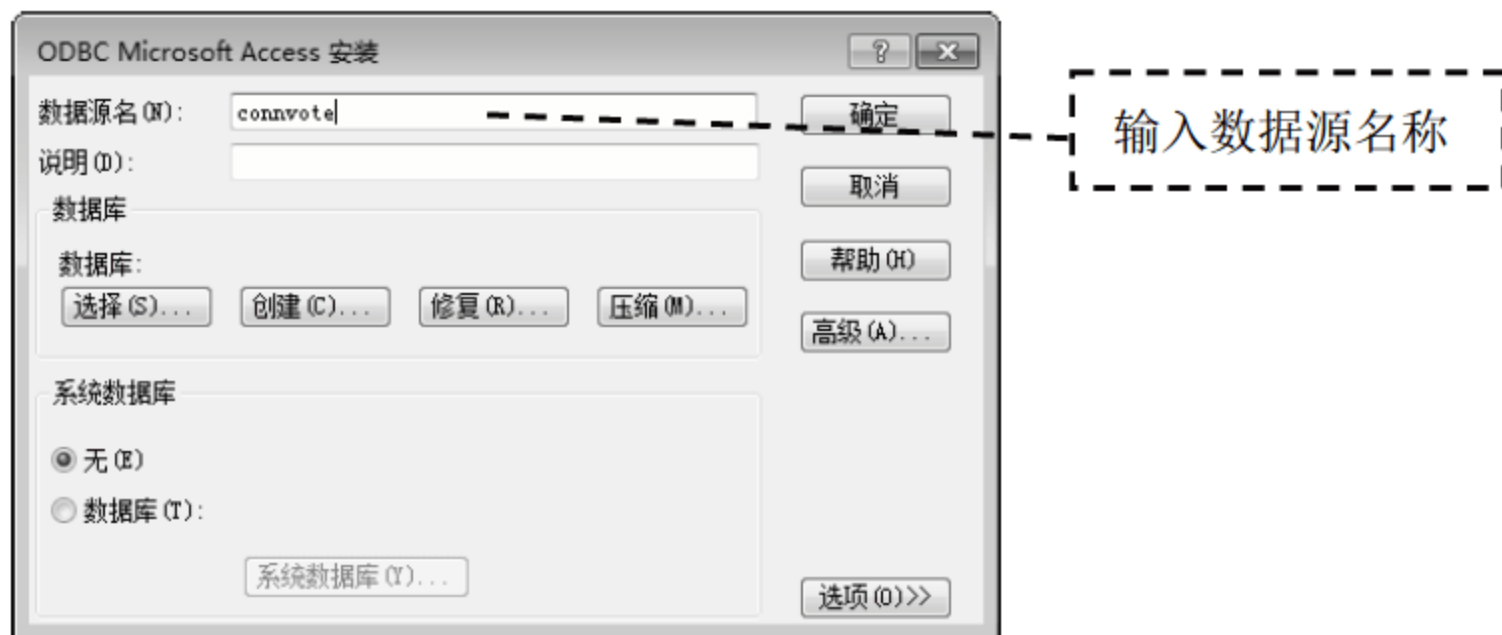 ODBC Microsoft Access 安装
数据源名(N): connvote 确定
输入数据源名称
说明(D):
取消
数据库
数据库:
帮助(H)
选择(S)... 创建(C)... 修复(R)... 压缩(M)...
高级(A)...
系统数据库
无(E)
数据库(T):
系统数据库(Y)...
选项(O)>>